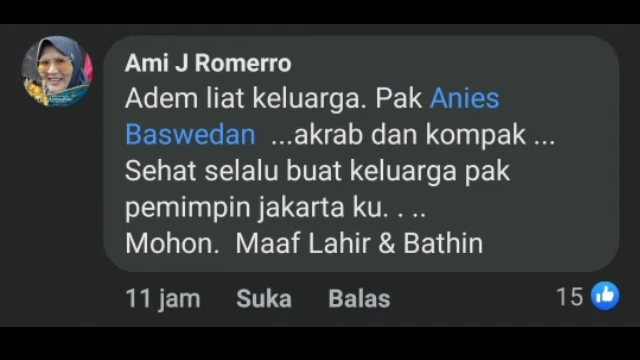 Ami J Romerro
Adem liat keluarga. Pak Anies
Baswedan ...akrab dan kompak ...
Sehat selalu buat keluarga pak
pemimpin jakarta ku. . ..
Mohon. Maaf Lahir & Bathin
11 jam Suka Balas 15